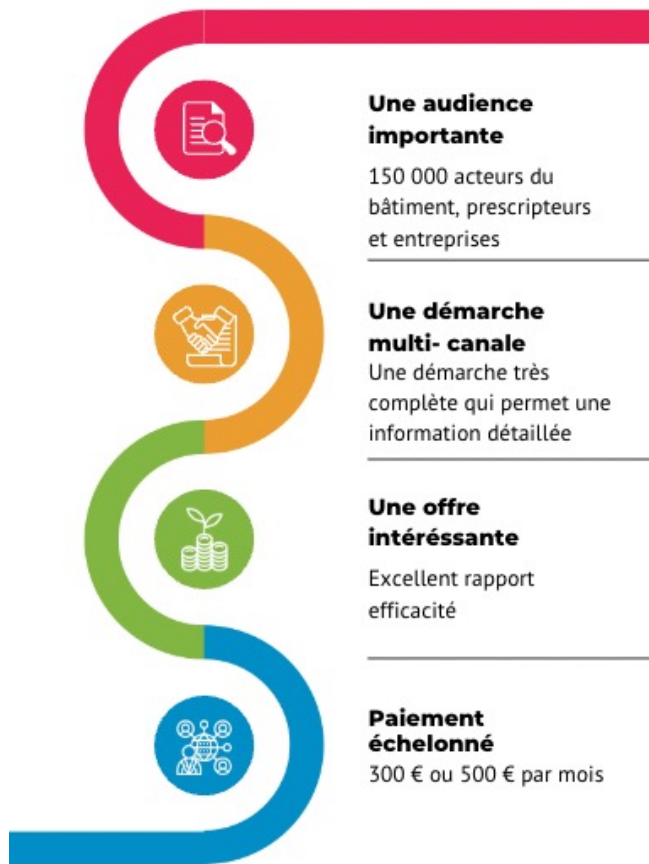 Une audience
importante
150 000 acteurs du
bâtiment, prescripteurs
et entreprises
Une démarche
multi- canale
Une démarche très
complète qui permet une
information détaillée
Une offre
intéréssante
Excellent rapport
efficacité
Paiement
échelonné
300 € ou 500 € par mois